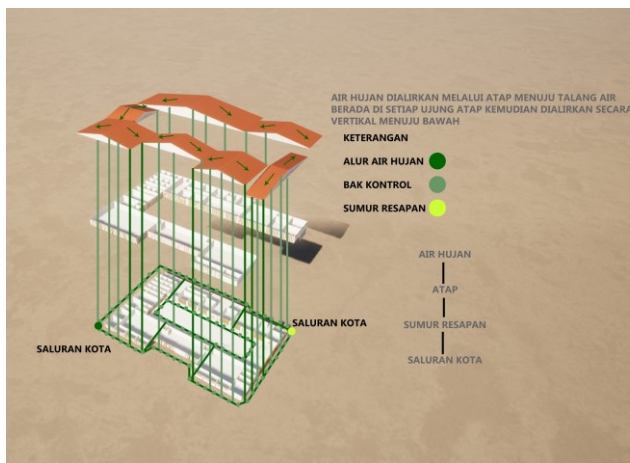 AIR HUJAN DIALIRKAN MELALUI ATAP MENUJU TALANG AIR
BERADA DI SETIAP UJUNG ATAP KEMUDIAN DIALIRKAN SECARA
VERTIKAL MENUJU BAWAH
KETERANGAN
ALUR AIR HUJAN
BAK KONTROL
SUMUR RESAPAN
AIR HUJAN
ATAP
SUMUR RESAPAN
SALURAN KOTA
SALURAN KOTA
SALURAN KOTA